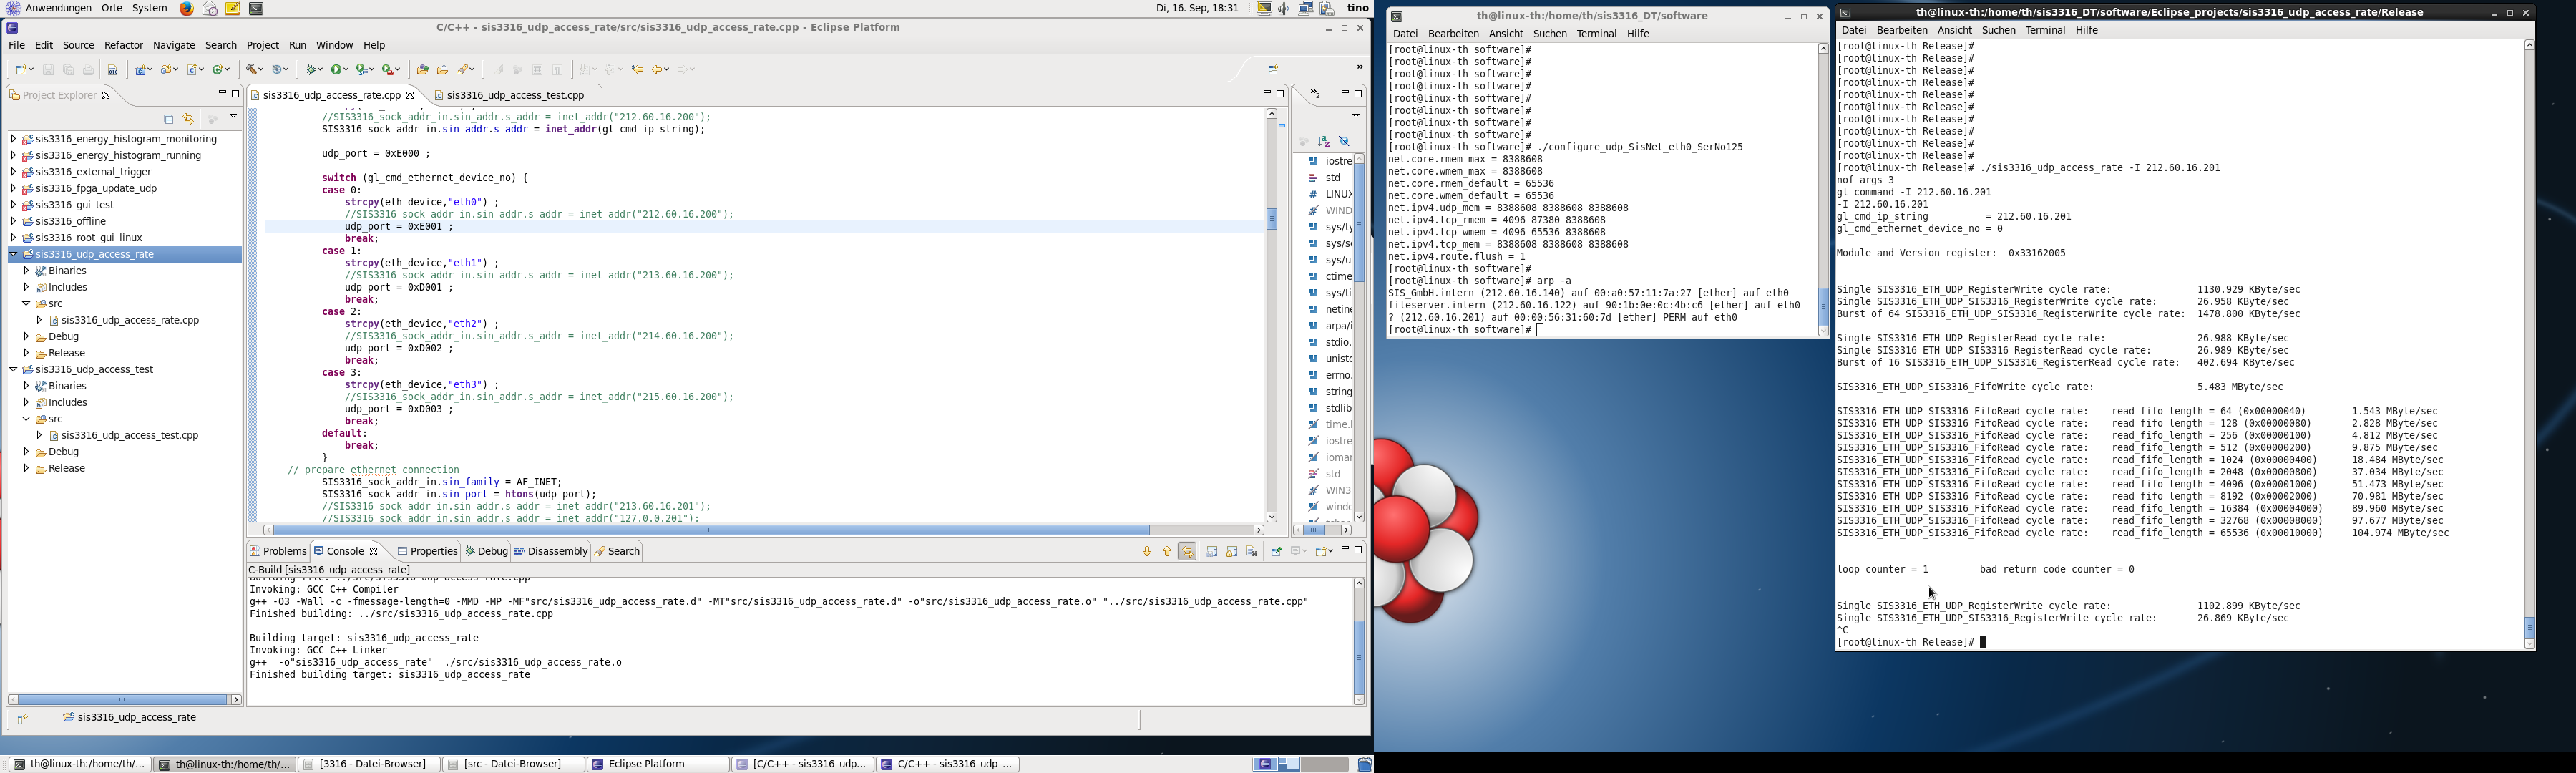 Anwendungen Orte System
Di, 16. Sep, 18:31 tino
C/C++ - sis3316_udp_access_rate/src/sis3316_udp_access_rate.cpp - Eclipse Platform
File Edit Source Refactor Navigate Search Project Run Window Help
Project Explorer
sis3316_energy_histogram_monitoring
sis3316_energy_histogram_running
sis3316_external_trigger
sis3316_fpga_update_udp
sis3316_gui_test
sis3316_offline
sis3316_root_gui_linux
sis3316_udp_access_rate
Binaries
Includes
src
sis3316_udp_access_rate.cpp
Debug
Release
sis3316_udp_access_test
Binaries
Includes
src
sis3316_udp_access_test.cpp
Debug
Release
sis3316_udp_access_rate.cpp sis3316_udp_access_test.cpp
//SIS3316_sock_addr_in.sin_addr.s_addr = inet_addr("212.60.16.200");
SIS3316_sock_addr_in.sin_addr.s_addr = inet_addr(gl_cmd_ip_string);
udp_port = 0xE000 ;
switch (gl_cmd_ethernet_device_no) {
case 0:
strcpy(eth_device,"eth0") ;
//SIS3316_sock_addr_in.sin_addr.s_addr = inet_addr("212.60.16.200");
udp_port = 0xE001 ;
break;
case 1:
strcpy(eth_device,"eth1") ;
//SIS3316_sock_addr_in.sin_addr.s_addr = inet_addr("213.60.16.200");
udp_port = 0xD001 ;
break;
case 2:
strcpy(eth_device,"eth2") ;
//SIS3316_sock_addr_in.sin_addr.s_addr = inet_addr("214.60.16.200");
udp_port = 0xD002 ;
break;
case 3:
strcpy(eth_device,"eth3") ;
//SIS3316_sock_addr_in.sin_addr.s_addr = inet_addr("215.60.16.200");
udp_port = 0xD003 ;
break;
default:
break;
}
// prepare ethernet connection
SIS3316_sock_addr_in.sin_family = AF_INET;
SIS3316_sock_addr_in.sin_port = htons(udp_port);
//SIS3316_sock_addr_in.sin_addr.s_addr = inet_addr("213.60.16.201");
//SIS3316_sock_addr_in.sin_addr.s_addr = inet_addr("127.0.0.201");
»2
iostre
std
LINUX
WIND
sys/ty
sys/so
sys/u
ctime
sys/ti
netine
arpa/i
stdio.
unistd
errno.
string
stdlib
time.h
iostre
ioman
std
WIN3
windo
Problems Console Properties Debug Disassembly Search
C-Build [sis3316_udp_access_rate]
Building file: ../src/sis3316_udp_access_rate.cpp
Invoking: GCC C++ Compiler
g++ -O3 -Wall -c -fmessage-length=0 -MMD -MP -MF"src/sis3316_udp_access_rate.d" -MT"src/sis3316_udp_access_rate.d" -o"src/sis3316_udp_access_rate.o" "../src/sis3316_udp_access_rate.cpp"
Finished building: ../src/sis3316_udp_access_rate.cpp
Building target: sis3316_udp_access_rate
Invoking: GCC C++ Linker
g++ -o"sis3316_udp_access_rate" ./src/sis3316_udp_access_rate.o
Finished building target: sis3316_udp_access_rate
sis3316_udp_access_rate
th@linux-th:/home/th/... th@linux-th:/home/th/... [3316 - Datei-Browser] [src - Datei-Browser] Eclipse Platform [C/C++ - sis3316_udp... C/C++ - sis3316_udp_...
th@linux-th:/home/th/sis3316_DT/software
Datei Bearbeiten Ansicht Suchen Terminal Hilfe
[root@linux-th software]#
[root@linux-th software]#
[root@linux-th software]#
[root@linux-th software]#
[root@linux-th software]#
[root@linux-th software]#
[root@linux-th software]#
[root@linux-th software]#
[root@linux-th software]# ./configure_udp_SisNet_eth0_SerNo125
net.core.rmem_max = 8388608
net.core.wmem_max = 8388608
net.core.rmem_default = 65536
net.core.wmem_default = 65536
net.ipv4.udp_mem = 8388608 8388608 8388608
net.ipv4.tcp_rmem = 4096 87380 8388608
net.ipv4.tcp_wmem = 4096 65536 8388608
net.ipv4.tcp_mem = 8388608 8388608 8388608
net.ipv4.route.flush = 1
[root@linux-th software]#
[root@linux-th software]# arp -a
SIS_GmbH.intern (212.60.16.140) auf 00:a0:57:11:7a:27 [ether] auf eth0
fileserver.intern (212.60.16.122) auf 90:1b:0e:0c:4b:c6 [ether] auf eth0
? (212.60.16.201) auf 00:00:56:31:60:7d [ether] PERM auf eth0
[root@linux-th software]#
th@linux-th:/home/th/sis3316_DT/software/Eclipse_projects/sis3316_udp_access_rate/Release
Datei Bearbeiten Ansicht Suchen Terminal Hilfe
[root@linux-th Release]#
[root@linux-th Release]#
[root@linux-th Release]#
[root@linux-th Release]#
[root@linux-th Release]#
[root@linux-th Release]#
[root@linux-th Release]#
[root@linux-th Release]#
[root@linux-th Release]#
[root@linux-th Release]#
[root@linux-th Release]# ./sis3316_udp_access_rate -I 212.60.16.201
nof args 3
gl_command -I 212.60.16.201
-I 212.60.16.201
gl_cmd_ip_string = 212.60.16.201
gl_cmd_ethernet_device_no = 0
Module and Version register: 0x33162005
Single SIS3316_ETH_UDP_RegisterWrite cycle rate: 1130.929 KByte/sec
Single SIS3316_ETH_UDP_SIS3316_RegisterWrite cycle rate: 26.958 KByte/sec
Burst of 64 SIS3316_ETH_UDP_SIS3316_RegisterWrite cycle rate: 1478.800 KByte/sec
Single SIS3316_ETH_UDP_RegisterRead cycle rate: 26.988 KByte/sec
Single SIS3316_ETH_UDP_SIS3316_RegisterRead cycle rate: 26.989 KByte/sec
Burst of 16 SIS3316_ETH_UDP_SIS3316_RegisterRead cycle rate: 402.694 KByte/sec
SIS3316_ETH_UDP_SIS3316_FifoWrite cycle rate: 5.483 MByte/sec
SIS3316_ETH_UDP_SIS3316_FifoRead cycle rate: read_fifo_length = 64 (0x00000040) 1.543 MByte/sec
SIS3316_ETH_UDP_SIS3316_FifoRead cycle rate: read_fifo_length = 128 (0x00000080) 2.828 MByte/sec
SIS3316_ETH_UDP_SIS3316_FifoRead cycle rate: read_fifo_length = 256 (0x00000100) 4.812 MByte/sec
SIS3316_ETH_UDP_SIS3316_FifoRead cycle rate: read_fifo_length = 512 (0x00000200) 9.875 MByte/sec
SIS3316_ETH_UDP_SIS3316_FifoRead cycle rate: read_fifo_length = 1024 (0x00000400) 18.484 MByte/sec
SIS3316_ETH_UDP_SIS3316_FifoRead cycle rate: read_fifo_length = 2048 (0x00000800) 37.034 MByte/sec
SIS3316_ETH_UDP_SIS3316_FifoRead cycle rate: read_fifo_length = 4096 (0x00001000) 51.473 MByte/sec
SIS3316_ETH_UDP_SIS3316_FifoRead cycle rate: read_fifo_length = 8192 (0x00002000) 70.981 MByte/sec
SIS3316_ETH_UDP_SIS3316_FifoRead cycle rate: read_fifo_length = 16384 (0x00004000) 89.960 MByte/sec
SIS3316_ETH_UDP_SIS3316_FifoRead cycle rate: read_fifo_length = 32768 (0x00008000) 97.677 MByte/sec
SIS3316_ETH_UDP_SIS3316_FifoRead cycle rate: read_fifo_length = 65536 (0x00010000) 104.974 MByte/sec
loop_counter = 1 bad_return_code_counter = 0
Single SIS3316_ETH_UDP_RegisterWrite cycle rate: 1102.899 KByte/sec
Single SIS3316_ETH_UDP_SIS3316_RegisterWrite cycle rate: 26.869 KByte/sec
^C
[root@linux-th Release]#